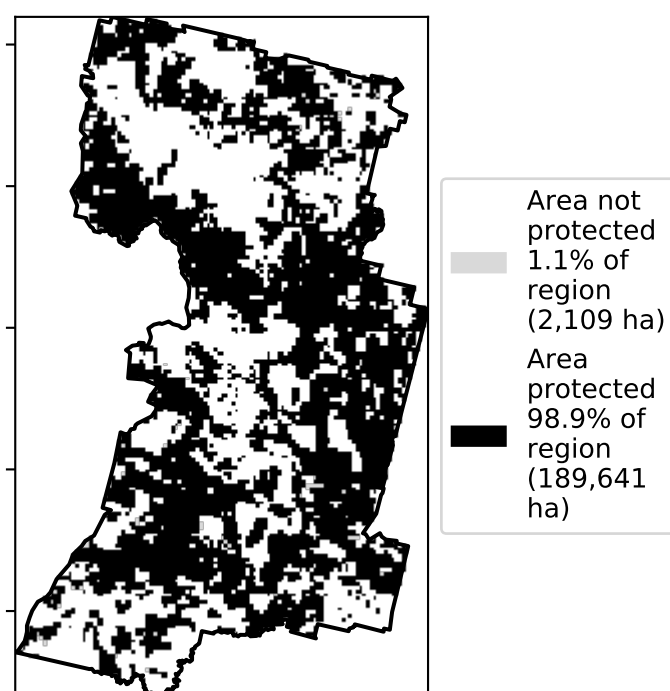 Area not
protected
1.1% of
region
(2,109 ha)
Area
protected
98.9% of
region
(189,641
ha)